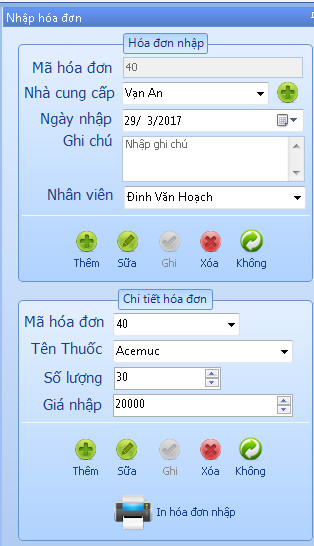 Nhập hóa đơn
Hóa đơn nhập
Mã hóa đơn 40
Nhà cung cấp Vạn An
Ngày nhập 29/ 3/2017
Ghi chú Nhập ghi chú
Nhân viên Đinh Văn Hoạch
Thêm Sữa Ghi Xóa Không
Chi tiết hóa đơn
Mã hóa đơn 40
Tên Thuốc Acemuc
Số lượng 30
Giá nhập 20000
Thêm Sữa Ghi Xóa Không
In hóa đơn nhập